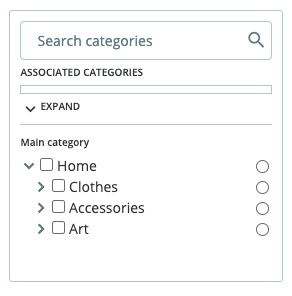 Search categories
ASSOCIATED CATEGORIES
EXPAND
Main category
Home
Clothes
Accessories
Art